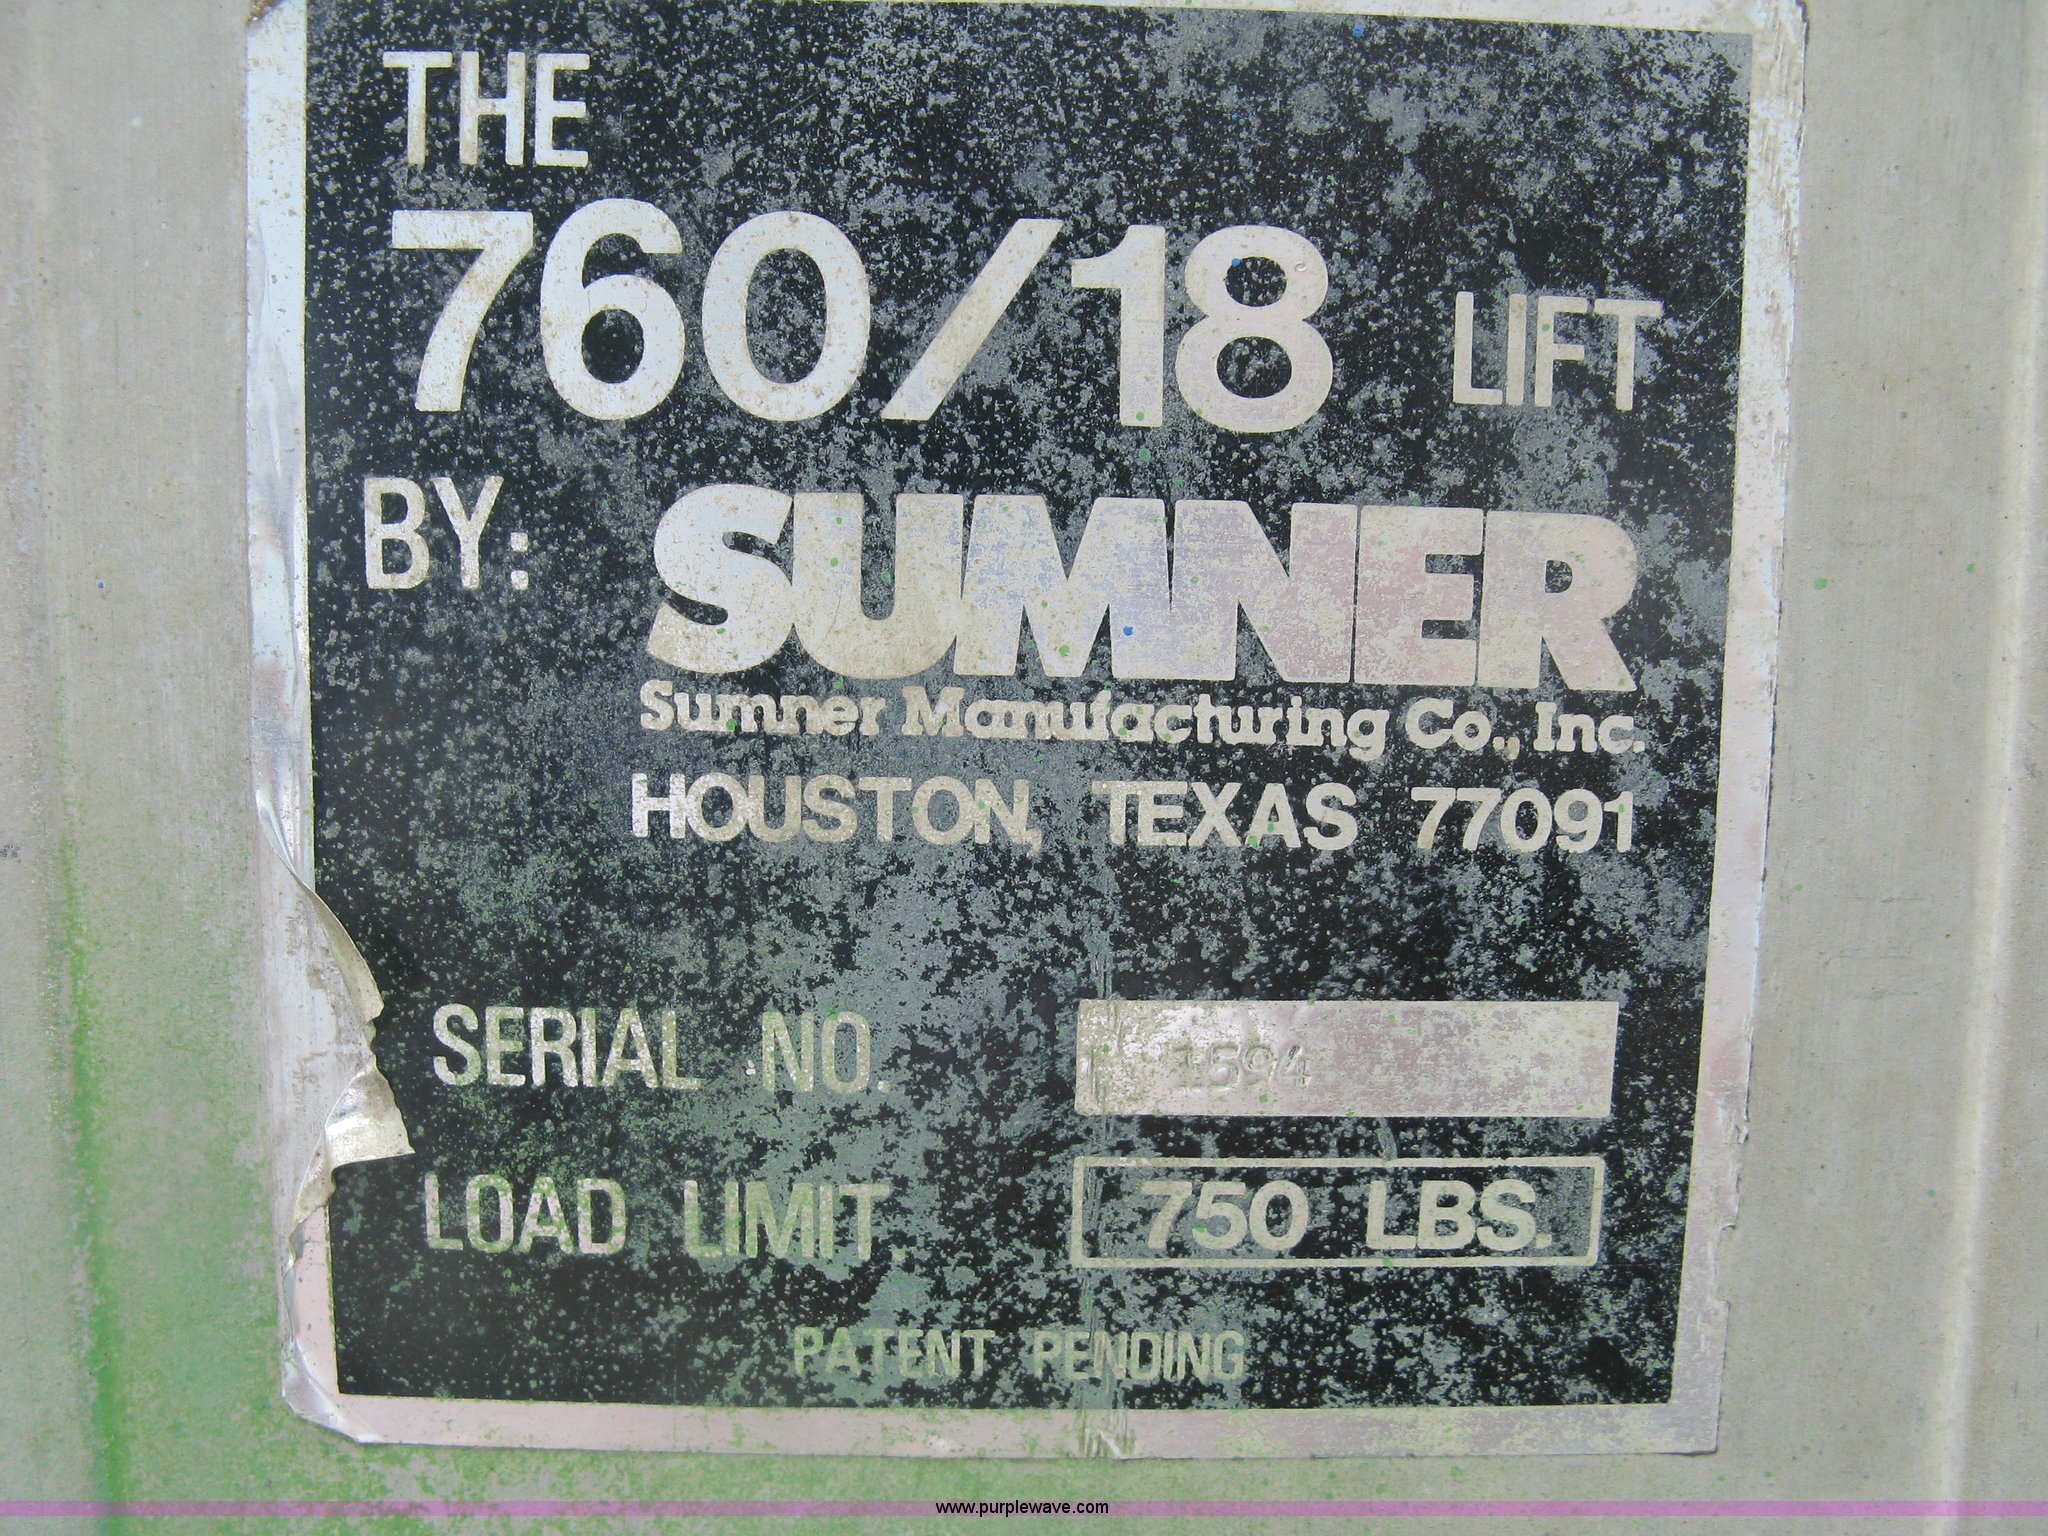 THE
760/18 LIFT
BY: SUMNER
Sumner Manufacturing Co., Inc.
HOUSTON, TEXAS 77091
SERIAL NO. 1594
LOAD LIMIT. 750 LBS.
PATENT PENDING
www.purplewave.com